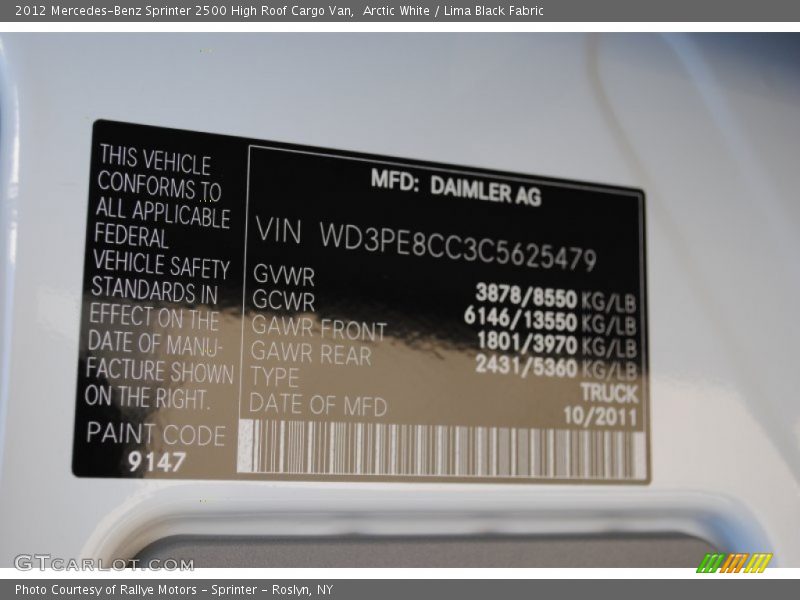 2012 Mercedes-Benz Sprinter 2500 High Roof Cargo Van,  Arctic White / Lima Black Fabric
THIS VEHICLE
CONFORMS TO
ALL APPLICABLE
FEDERAL
VEHICLE SAFETY
STANDARDS IN
EFFECT ON THE
DATE OF MANU-
FACTURE SHOWN
ON THE RIGHT.
PAINT CODE
9147
MFD: DAIMLER AG
VIN WD3PE8CC3C5625479
GVWR 3878/8550 KG/LB
GCWR 6146/13550 KG/LB
GAWR FRONT 1801/3970 KG/LB
GAWR REAR 2431/5360 KG/LB
TYPE TRUCK
DATE OF MFD 10/2011
GTCARLOT.COM
Photo Courtesy of Rallye Motors - Sprinter - Roslyn, NY